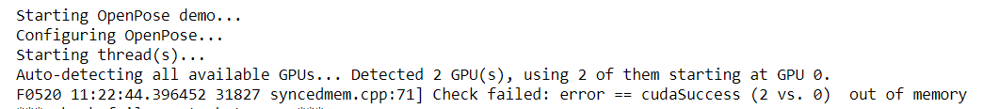 Starting OpenPose demo...
Configuring OpenPose...
Starting thread(s)...
Auto-detecting all available GPUs... Detected 2 GPU(s), using 2 of them starting at GPU 0.
F0520 11:22:44.396452 31827 syncedmem.cpp:71] Check failed: error == cudaSuccess (2 vs. 0)  out of memory